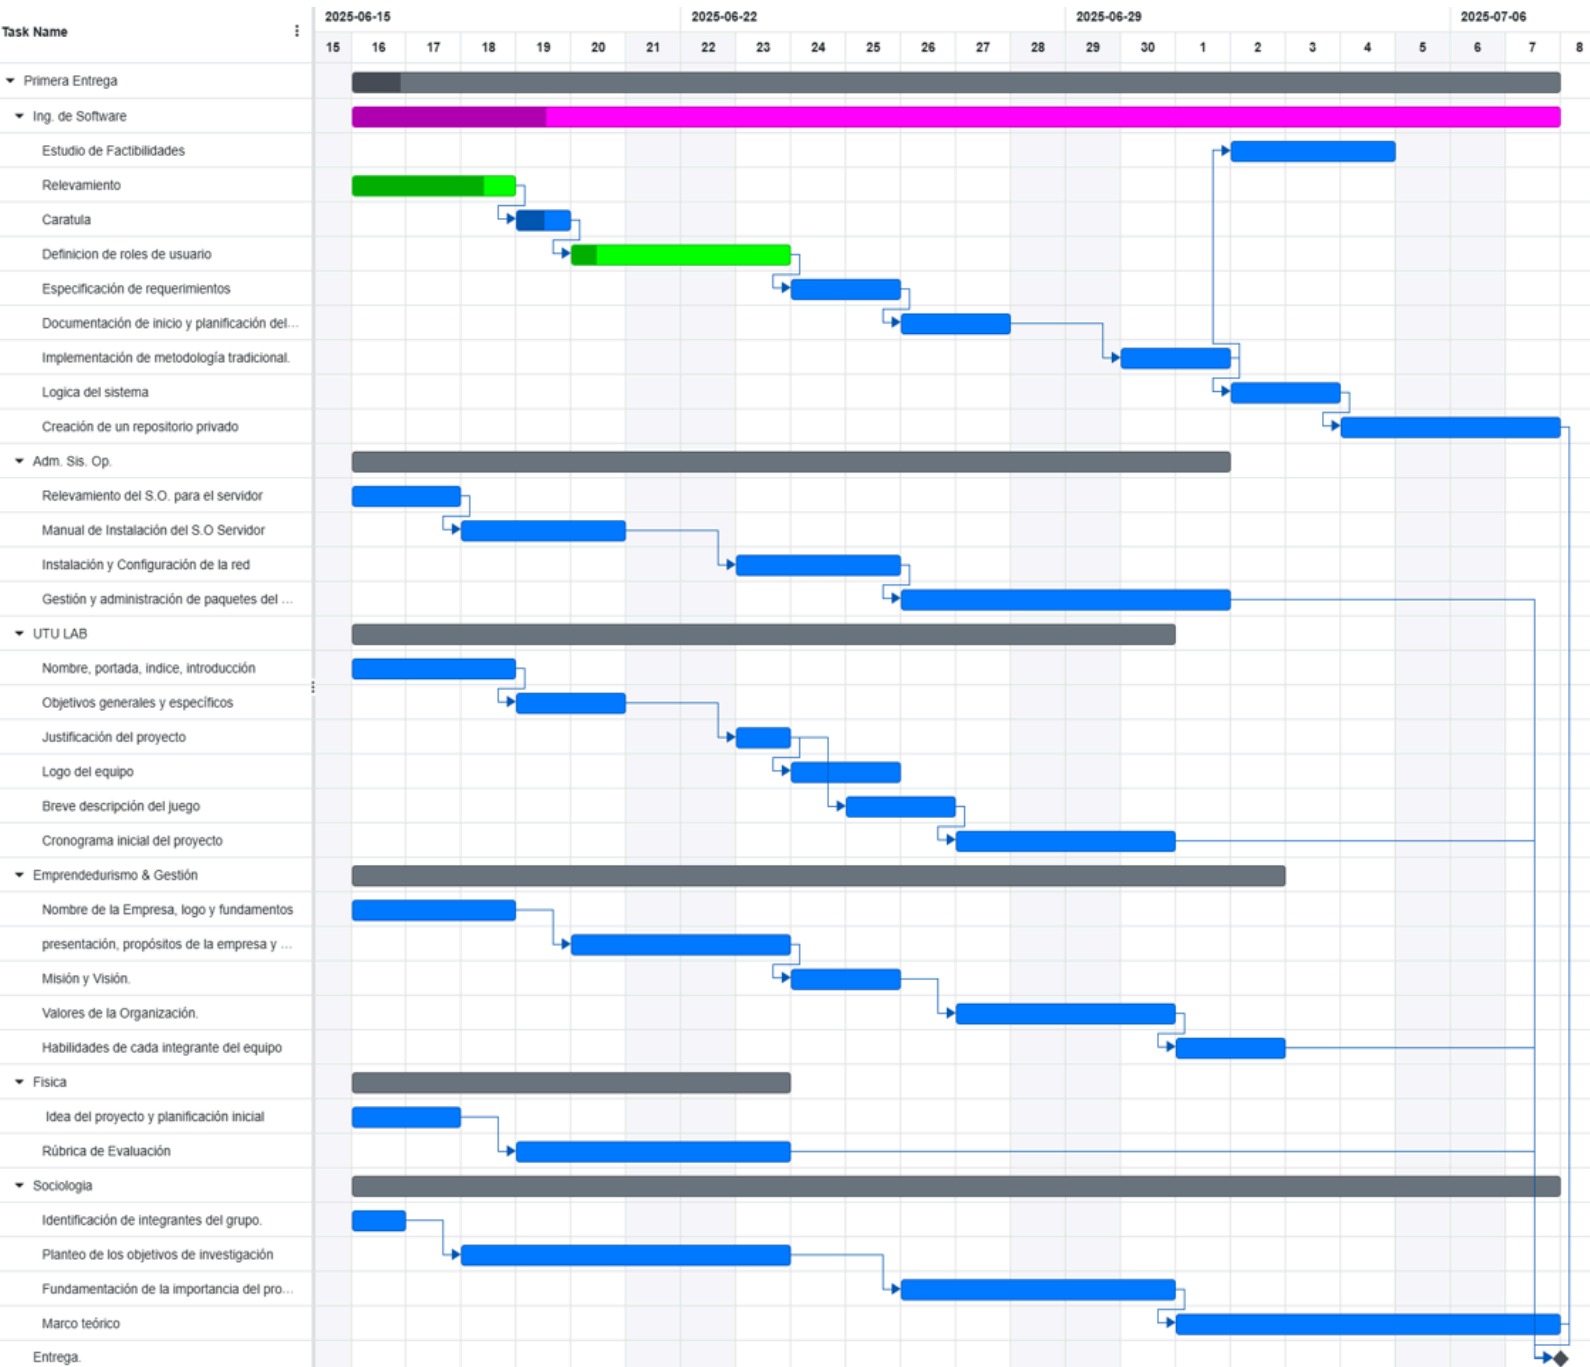 2025-06-15 2025-06-22 2025-06-29 2025-07-06
Task Name
15 16 17 18 19 20 21 22 23 24 25 26 27 28 29 30 1 2 3 4 5 6 7 8
Primera Entrega
Ing. de Software
Estudio de Factibilidades
Relevamiento
Caratula
Definicion de roles de usuario
Especificación de requerimientos
Documentación de inicio y planificación del...
Implementación de metodología tradicional.
Logica del sistema
Creación de un repositorio privado
Adm. Sis. Op.
Relevamiento del S.O. para el servidor
Manual de Instalación del S.O Servidor
Instalación y Configuración de la red
Gestión y administración de paquetes del ...
UTU LAB
Nombre, portada, indice, introducción
Objetivos generales y específicos
Justificación del proyecto
Logo del equipo
Breve descripción del juego
Cronograma inicial del proyecto
Emprendedurismo & Gestión
Nombre de la Empresa, logo y fundamentos
presentación, propósitos de la empresa y ...
Misión y Visión.
Valores de la Organización.
Habilidades de cada integrante del equipo
Fisica
Idea del proyecto y planificación inicial
Rúbrica de Evaluación
Sociologia
Identificación de integrantes del grupo.
Planteo de los objetivos de investigación
Fundamentación de la importancia del pro...
Marco teórico
Entrega.